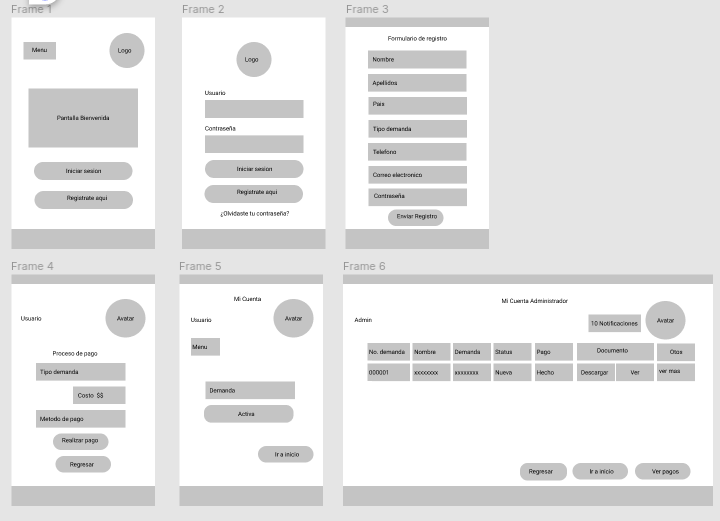 Frame 1
Menu
Logo
Pantalla Bienvenida
Iniciar sesion
Registrate aqui
Frame 2
Logo
Usuario
Contraseña
Iniciar sesion
Registrate aqui
¿Olvidaste tu contraseña?
Frame 3
Formulario de registro
Nombre
Apellidos
Pais
Tipo demanda
Telefono
Correo electronico
Contraseña
Enviar Registro
Frame 4
Usuario
Avatar
Proceso de pago
Tipo demanda
Costo $$
Metodo de pago
Realizar pago
Regresar
Frame 5
Mi Cuenta
Usuario
Avatar
Menu
Demanda
Activa
Ir a inicio
Frame 6
Mi Cuenta Administrador
Admin
10 Notificaciones
Avatar
No. demanda Nombre Demanda Status Pago Documento Otos
000001 xxxxxxxx xxxxxxxx Nueva Hecho Descargar Ver ver mas
Regresar Ir a inicio Ver pagos